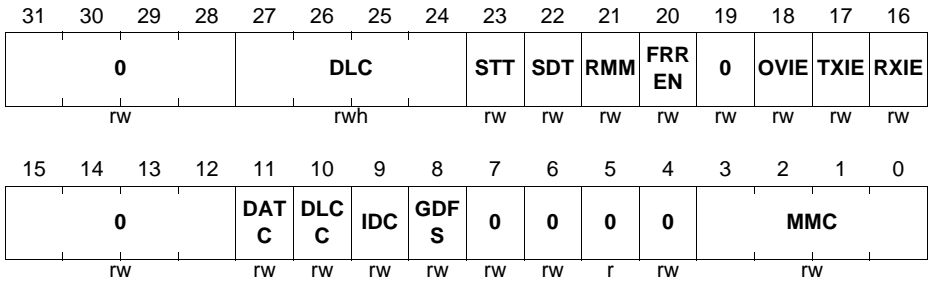 31 30 29 28 27 26 25 24 23 22 21 20 19 18 17 16
0 DLC STT SDT RMM FRR EN 0 OVIE TXIE RXIE
rw rwh rw rw rw rw rw rw rw rw
15 14 13 12 11 10 9 8 7 6 5 4 3 2 1 0
0 DAT C DLC C IDC GDF S 0 0 0 0 MMC
rw rw rw rw rw rw rw r rw rw